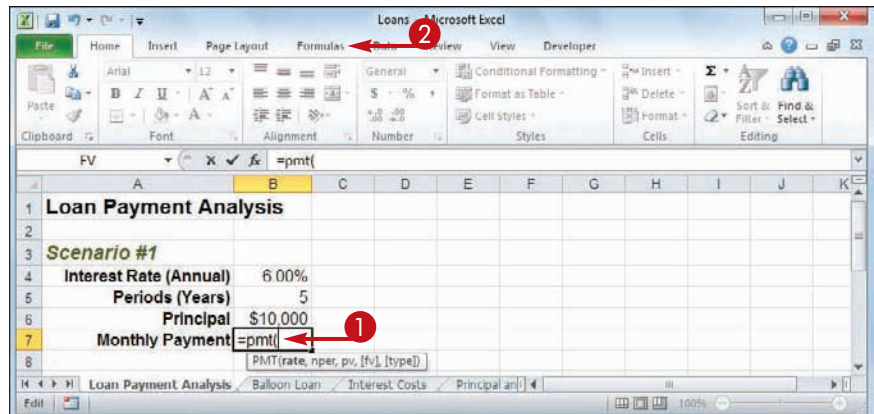 Loans - Microsoft Excel
File Home Insert Page Layout Formulas Data Review View Developer
2
Paste
Clipboard
Arial 12
B I U A A
A
Font
Alignment
General
$ % ,
Number
Conditional Formatting
Format as Table
Cell Styles
Styles
Insert
Delete
Format
Cells
Σ
Sort & Filter
Find & Select
Editing
FV fx =pmt(
A B C D E F G H I J K
1 Loan Payment Analysis
2
3 Scenario #1
4 Interest Rate (Annual) 6.00%
5 Periods (Years) 5
6 Principal $10,000
1
7 Monthly Payment =pmt(
8 PMT(rate, nper, pv, [fv], [type])
Loan Payment Analysis Balloon Loan Interest Costs Principal an
Edit 100%